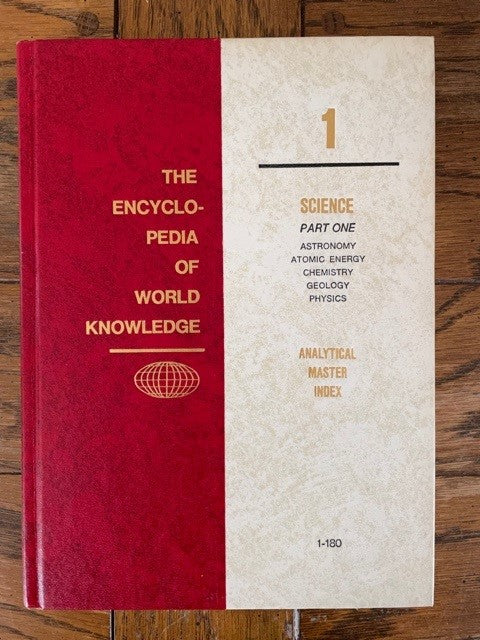 THE
ENCYCLO-
PEDIA
OF
WORLD
KNOWLEDGE
1
SCIENCE
PART ONE
ASTRONOMY
ATOMIC ENERGY
CHEMISTRY
GEOLOGY
PHYSICS
ANALYTICAL
MASTER
INDEX
1-180